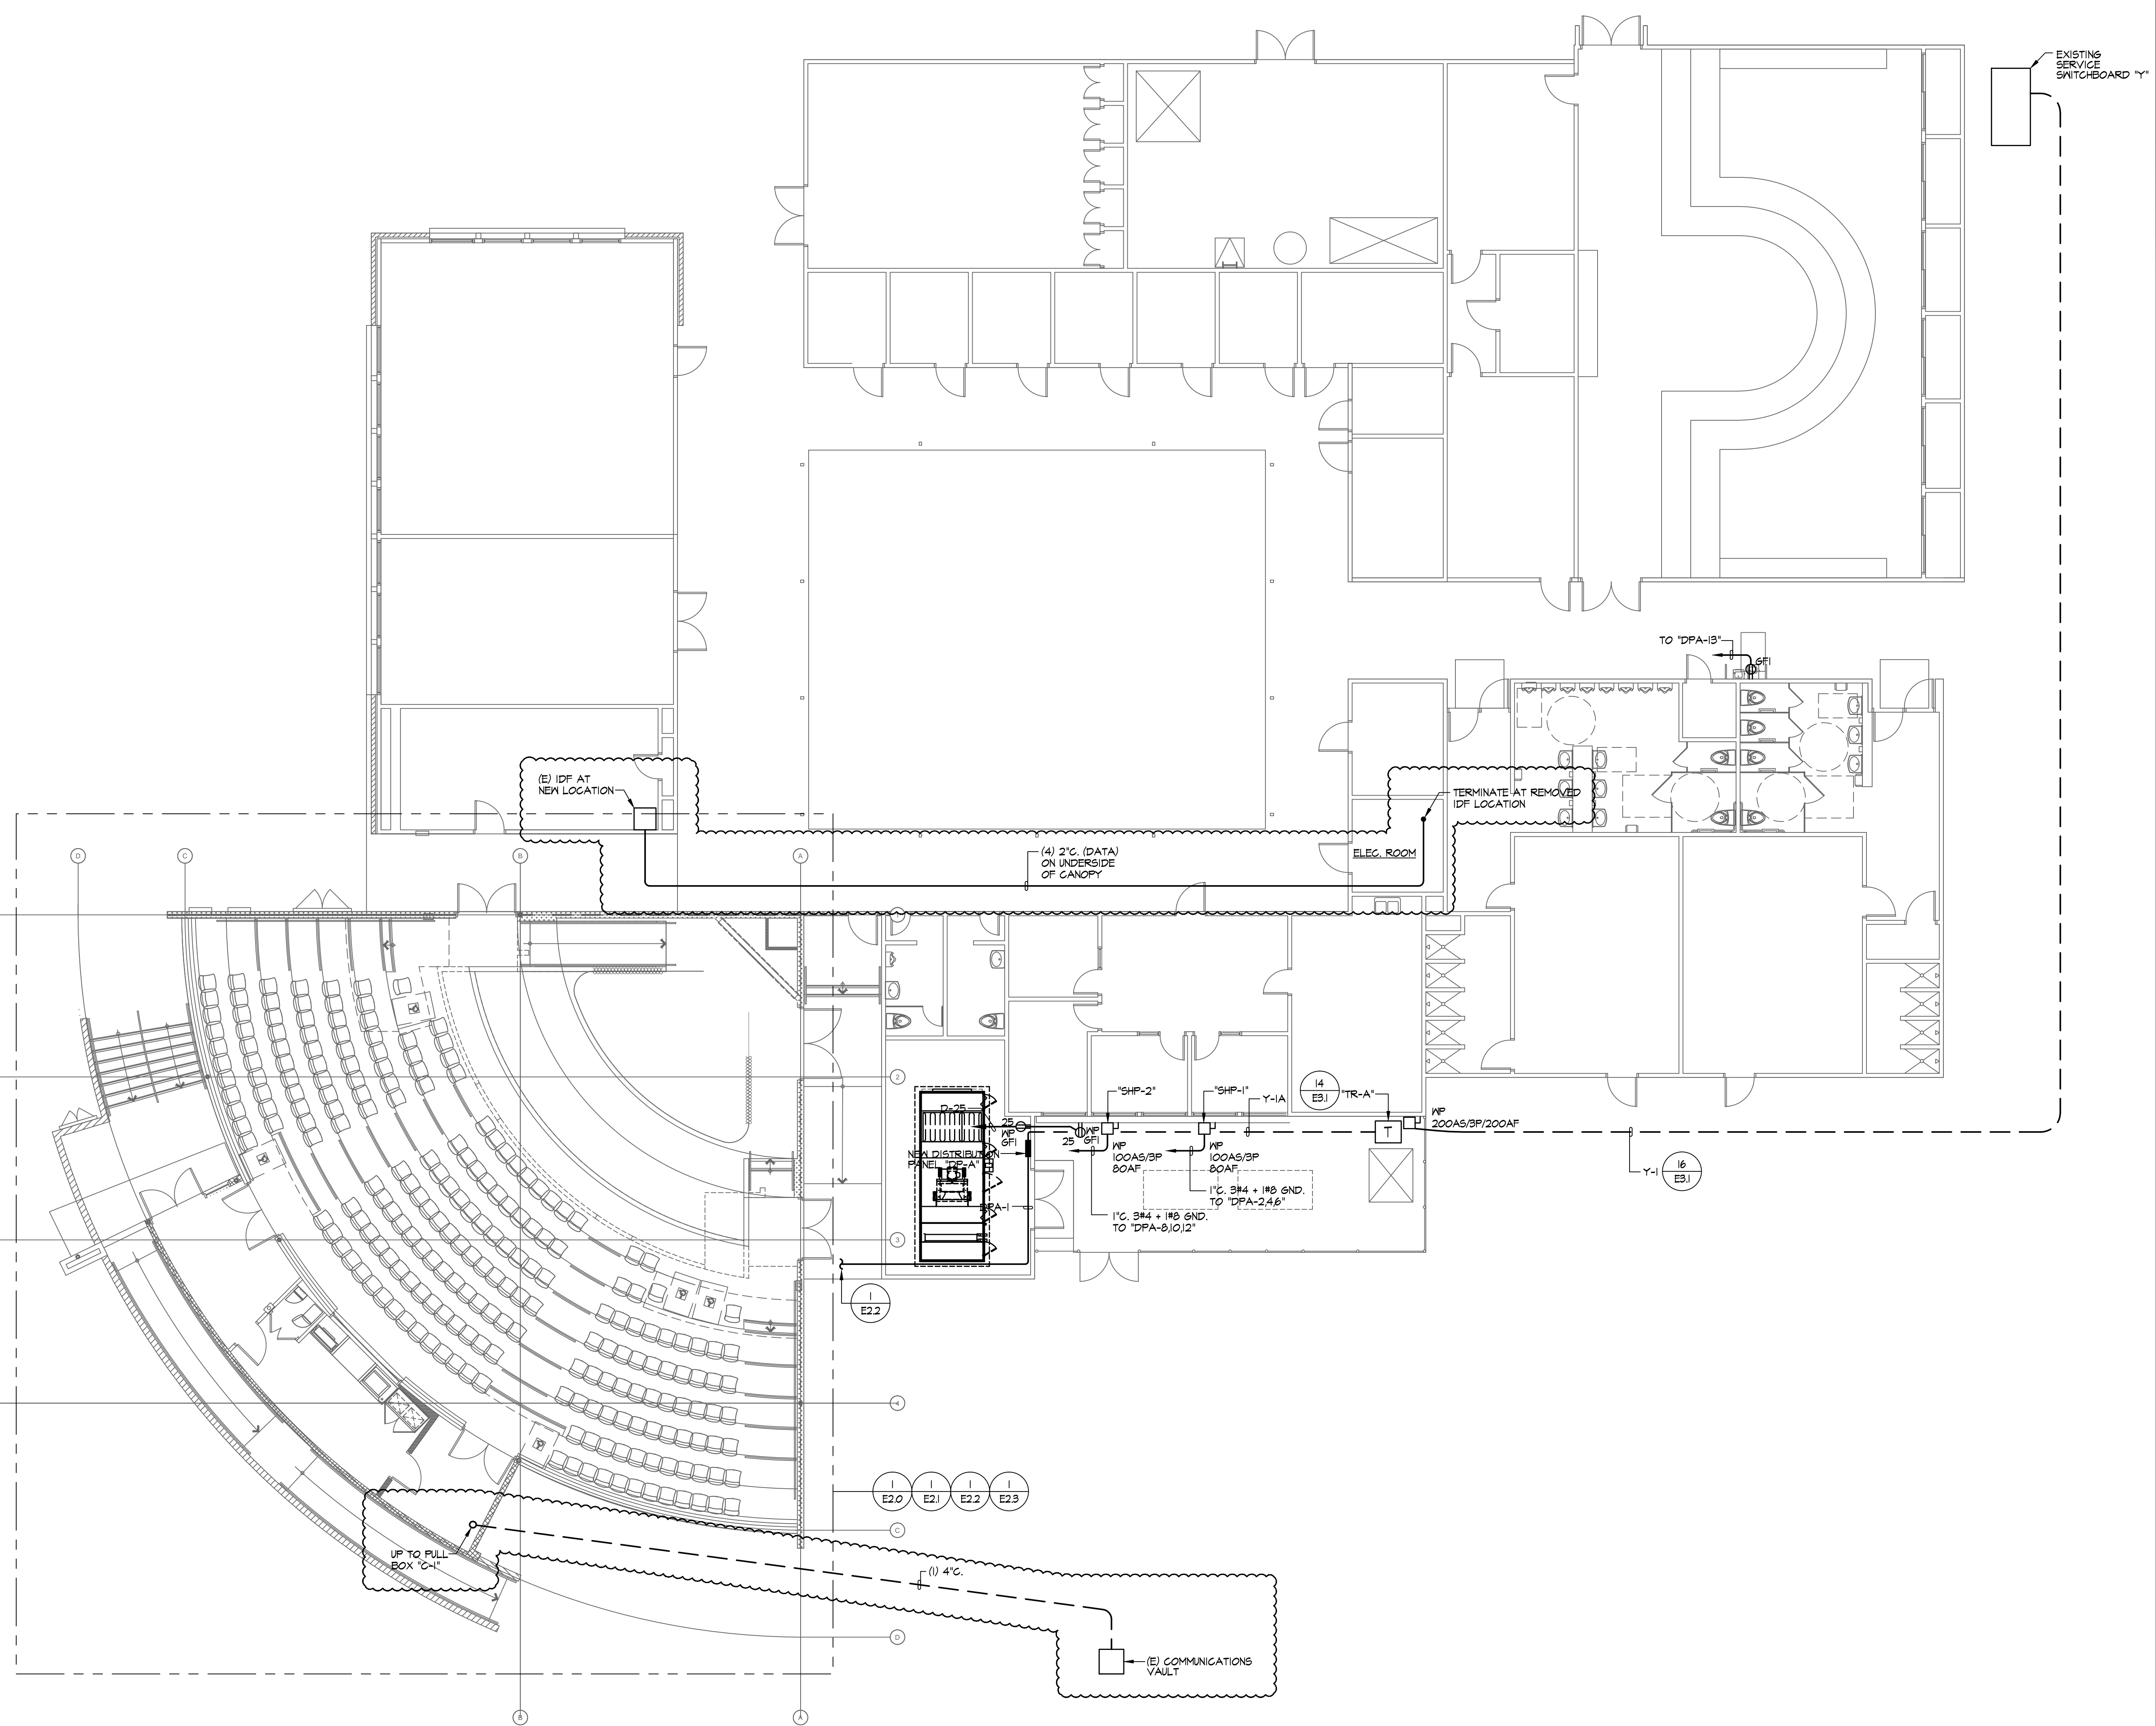 EXISTING
SERVICE
SWITCHBOARD "Y"
TO "DPA-13"
GFI
(E) IDF AT
NEW LOCATION
TERMINATE AT REMOVED
IDF LOCATION
(4) 2"C. (DATA)
ON UNDERSIDE
OF CANOPY
ELEC. ROOM
D
C
B
A
1
2
3
4
C
D
B
A
"SHP-2"
"SHP-1"
Y-1A
14
E3.1
"TR-A"
T
WP
200AS/3P/200AF
D-25
25
WP
GFI
25
WP
GFI
WP
100AS/3P
80AF
WP
100AS/3P
80AF
NEW DISTRIBUTION
PANEL "DP-A"
DPA-1
1"C. 3#4 + 1#8 GND.
TO "DPA-2,4,6"
1"C. 3#4 + 1#8 GND.
TO "DPA-8,10,12"
Y-1
16
E3.1
1
E2.2
1
E2.0
1
E2.1
1
E2.2
1
E2.3
UP TO PULL
BOX "C-1"
(1) 4"C.
(E) COMMUNICATIONS
VAULT